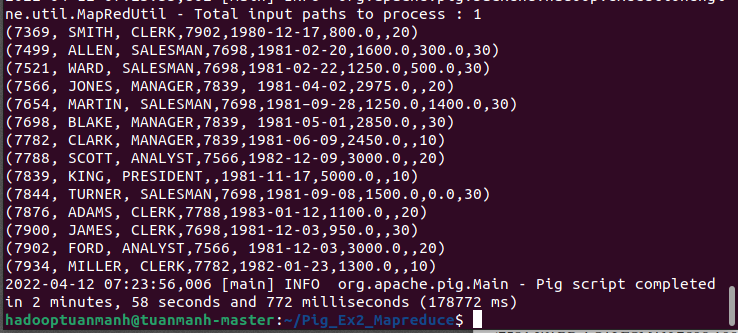 ne.util.MapRedUtil - Total input paths to process : 1
(7369, SMITH, CLERK,7902,1980-12-17,800.0,,20)
(7499, ALLEN, SALESMAN,7698,1981-02-20,1600.0,300.0,30)
(7521, WARD, SALESMAN,7698,1981-02-22,1250.0,500.0,30)
(7566, JONES, MANAGER,7839, 1981-04-02,2975.0,,20)
(7654, MARTIN, SALESMAN,7698,1981–09-28,1250.0,1400.0,30)
(7698, BLAKE, MANAGER,7839, 1981-05-01,2850.0,,30)
(7782, CLARK, MANAGER,7839, 1981-06-09,2450.0,,10)
(7788, SCOTT, ANALYST,7566, 1982-12-09,3000.0,,20)
(7839, KING, PRESIDENT,,1981-11-17,5000.0,,10)
(7844, TURNER, SALESMAN,7698,1981-09-08,1500.0,0.0,30)
(7876, ADAMS, CLERK,7788,1983-01-12,1100.0,,20)
(7900, JAMES, CLERK,7698,1981-12-03,950.0,,30)
(7902, FORD, ANALYST,7566, 1981-12-03,3000.0,,20)
(7934, MILLER, CLERK,7782,1982-01-23,1300.0,,10)
2022-04-12 07:23:56,006 [main] INFO  org.apache.pig.Main - Pig script completed
in 2 minutes, 58 seconds and 772 milliseconds (178772 ms)
hadooptuanmanh@tuanmanh-master:~/Pig_Ex2_Mapreduce$